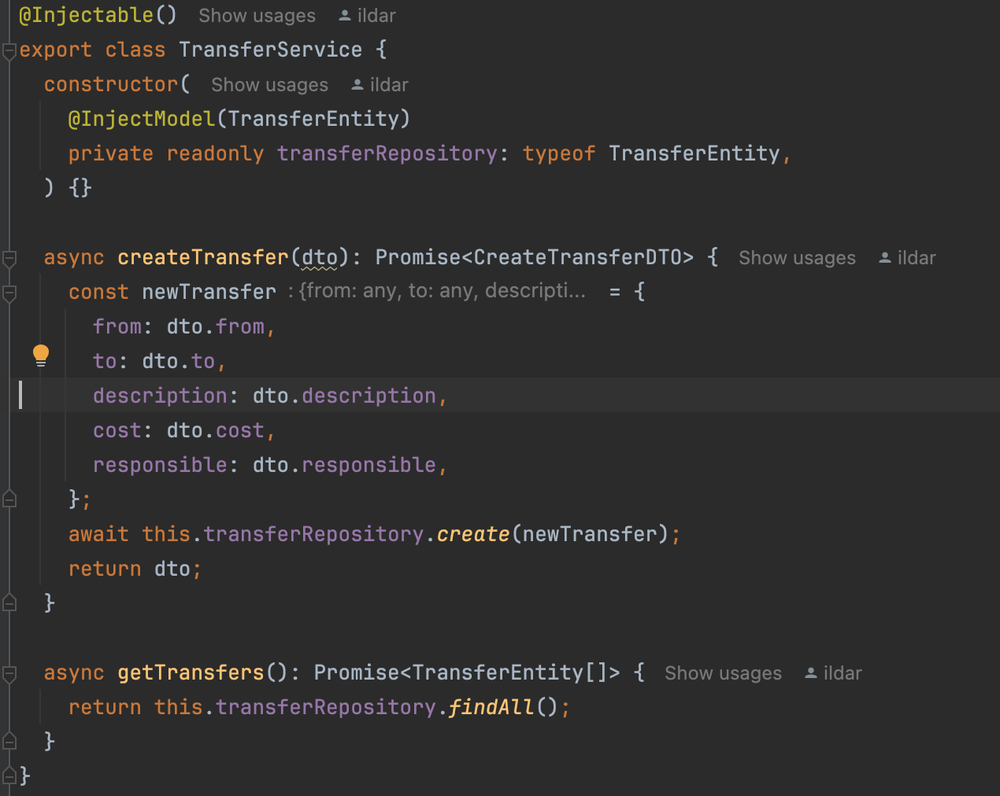 @Injectable() Show usages ildar
export class TransferService {
constructor( Show usages ildar
@InjectModel(TransferEntity)
private readonly transferRepository: typeof TransferEntity,
) {}
async createTransfer(dto): Promise<CreateTransferDTO> { Show usages ildar
const newTransfer : {from: any, to: any, descripti... = {
from: dto.from,
to: dto.to,
description: dto.description,
cost: dto.cost,
responsible: dto.responsible,
};
await this.transferRepository.create(newTransfer);
return dto;
}
async getTransfers(): Promise<TransferEntity[]> { Show usages ildar
return this.transferRepository.findAll();
}
}